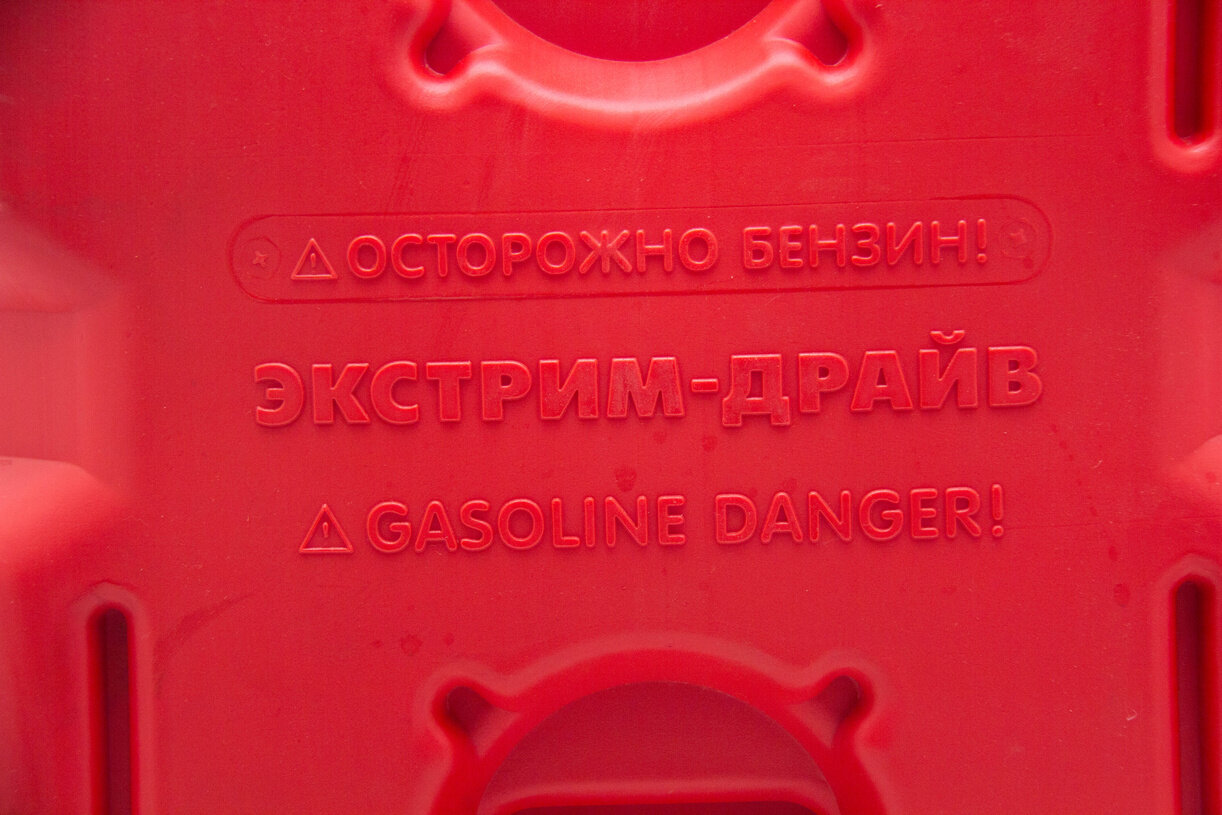 ⚠ ОСТОРОЖНО БЕНЗИН!
ЭКСТРИМ-ДРАЙВ
⚠ GASOLINE DANGER!